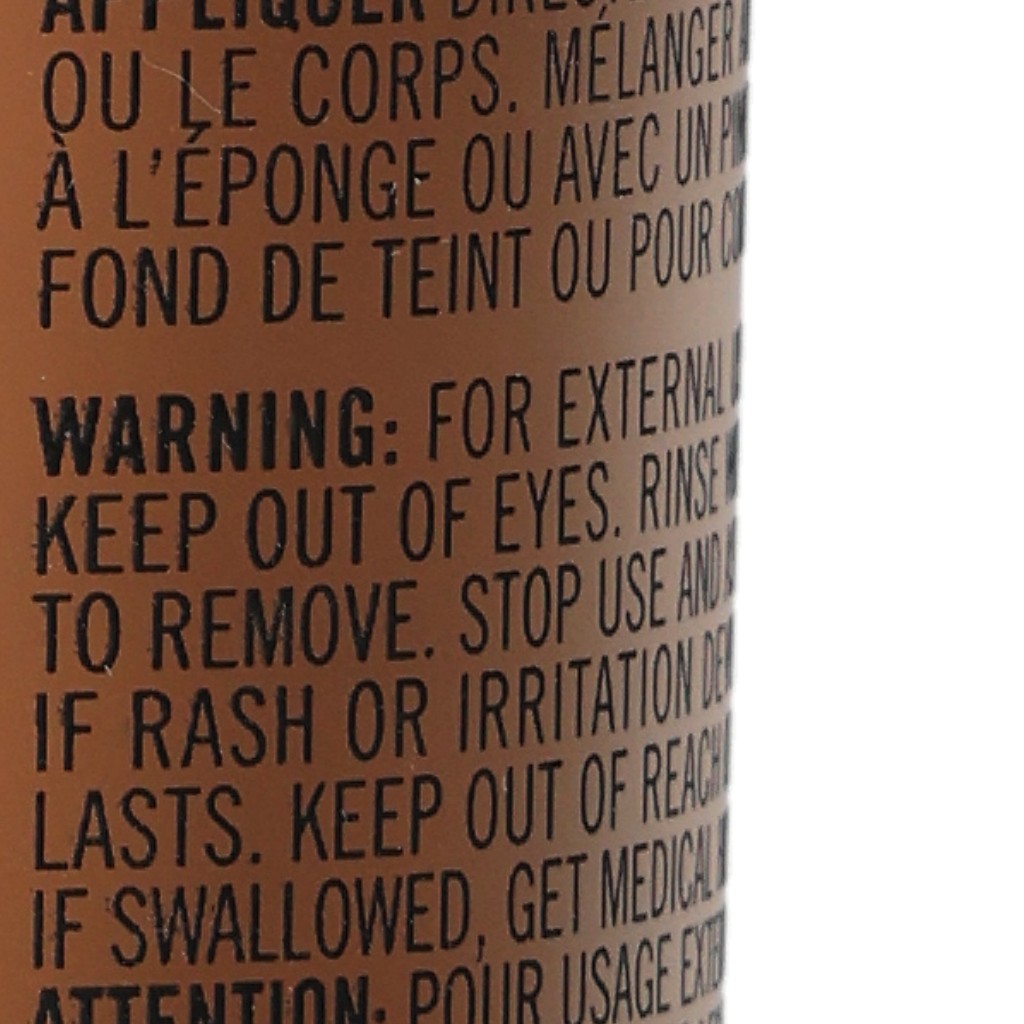 APPLIQUER
OU LE CORPS. MÉLANGER
À L'ÉPONGE OU AVEC UN
FOND DE TEINT OU POUR
WARNING: FOR EXTERNAL
KEEP OUT OF EYES. RINSE
TO REMOVE. STOP USE AND
IF RASH OR IRRITATION
LASTS. KEEP OUT OF REACH
IF SWALLOWED, GET MEDICAL
ATTENTION: POUR USAGE